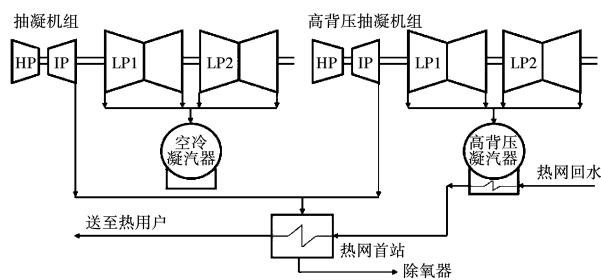 抽凝机组
高背压抽凝机组
HP IP LP1 LP2
HP IP LP1 LP2
空冷
凝汽器
高背压
凝汽器
热网回水
送至热用户
热网首站
除氧器